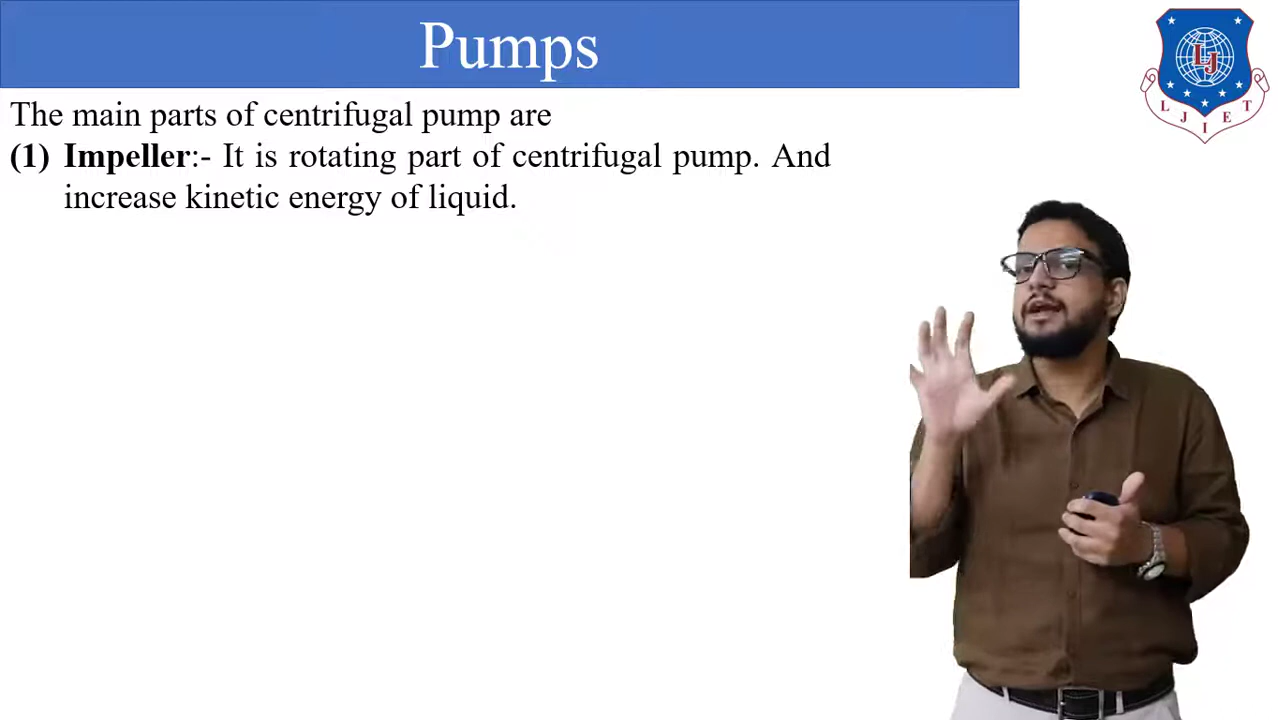 Pumps
The main parts of centrifugal pump are
(1) Impeller:- It is rotating part of centrifugal pump. And
increase kinetic energy of liquid.
LJ
L J I E T